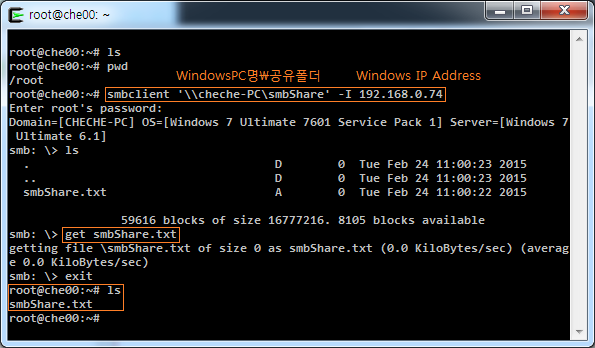 root@che00: ~
root@che00:~# ls
root@che00:~# pwd
/root
WindowsPC명₩공유폴더 Windows IP Address
root@che00:~# smbclient '\\cheche-PC\smbShare' -I 192.168.0.74
Enter root's password:
Domain=[CHECHE-PC] OS=[Windows 7 Ultimate 7601 Service Pack 1] Server=[Windows 7
 Ultimate 6.1]
smb: \> ls
  . D 0 Tue Feb 24 11:00:23 2015
  .. D 0 Tue Feb 24 11:00:23 2015
  smbShare.txt A 0 Tue Feb 24 11:00:22 2015
59616 blocks of size 16777216. 8105 blocks available
smb: \> get smbShare.txt
getting file \smbShare.txt of size 0 as smbShare.txt (0.0 KiloBytes/sec) (averag
e 0.0 KiloBytes/sec)
smb: \> exit
root@che00:~# ls
smbShare.txt
root@che00:~#